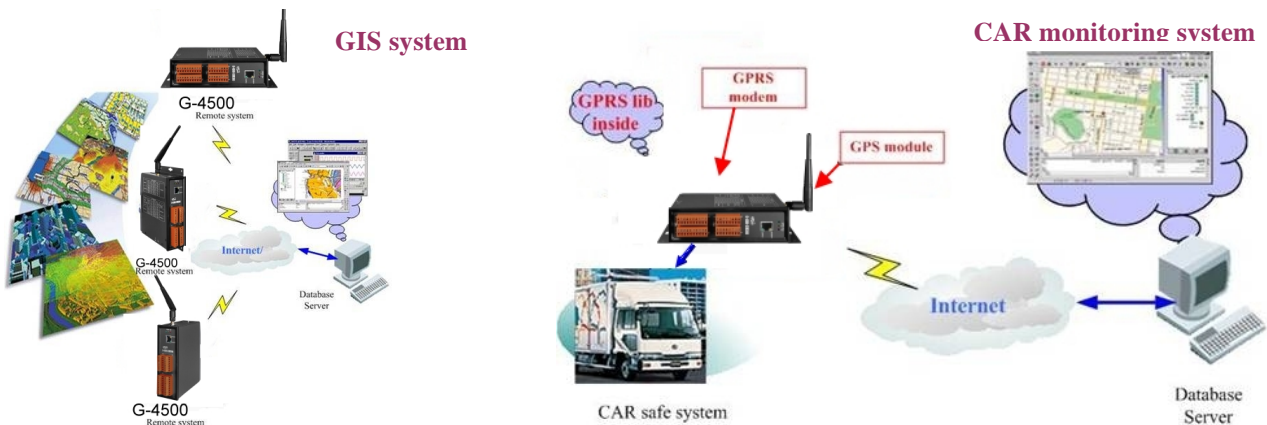 GIS system
G-4500
Remote system
G-4500
Remote system
Internet/
Database
Server
G-4500
Remote system
CAR monitoring system
GPRS
modem
GPRS lib
inside
GPS module
Internet
CAR safe system
Database
Server